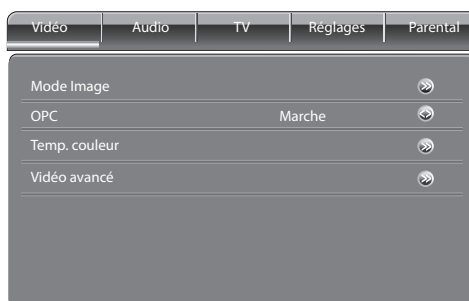 Vidéo Audio TV Réglages Parental
Mode Image
OPC Marche
Temp. couleur
Vidéo avancé